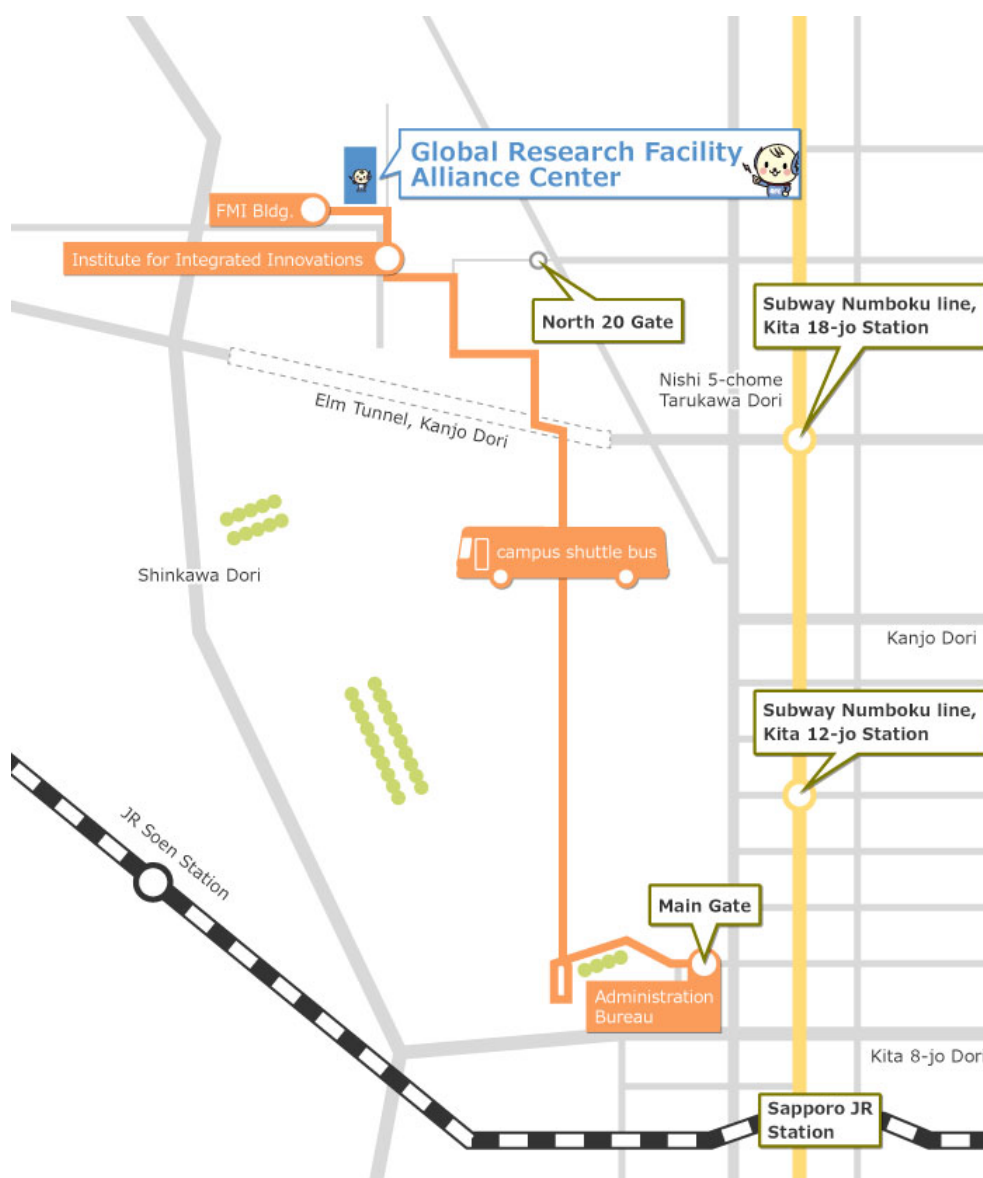 Global Research Facility
Alliance Center
FMI Bldg.
Institute for Integrated Innovations
North 20 Gate
Subway Numboku line,
Kita 18-jo Station
Nishi 5-chome
Tarukawa Dori
Elm Tunnel, Kanjo Dori
campus shuttle bus
Shinkawa Dori
Kanjo Dori
Subway Numboku line,
Kita 12-jo Station
JR Soen Station
Main Gate
Administration
Bureau
Kita 8-jo Dori
Sapporo JR
Station